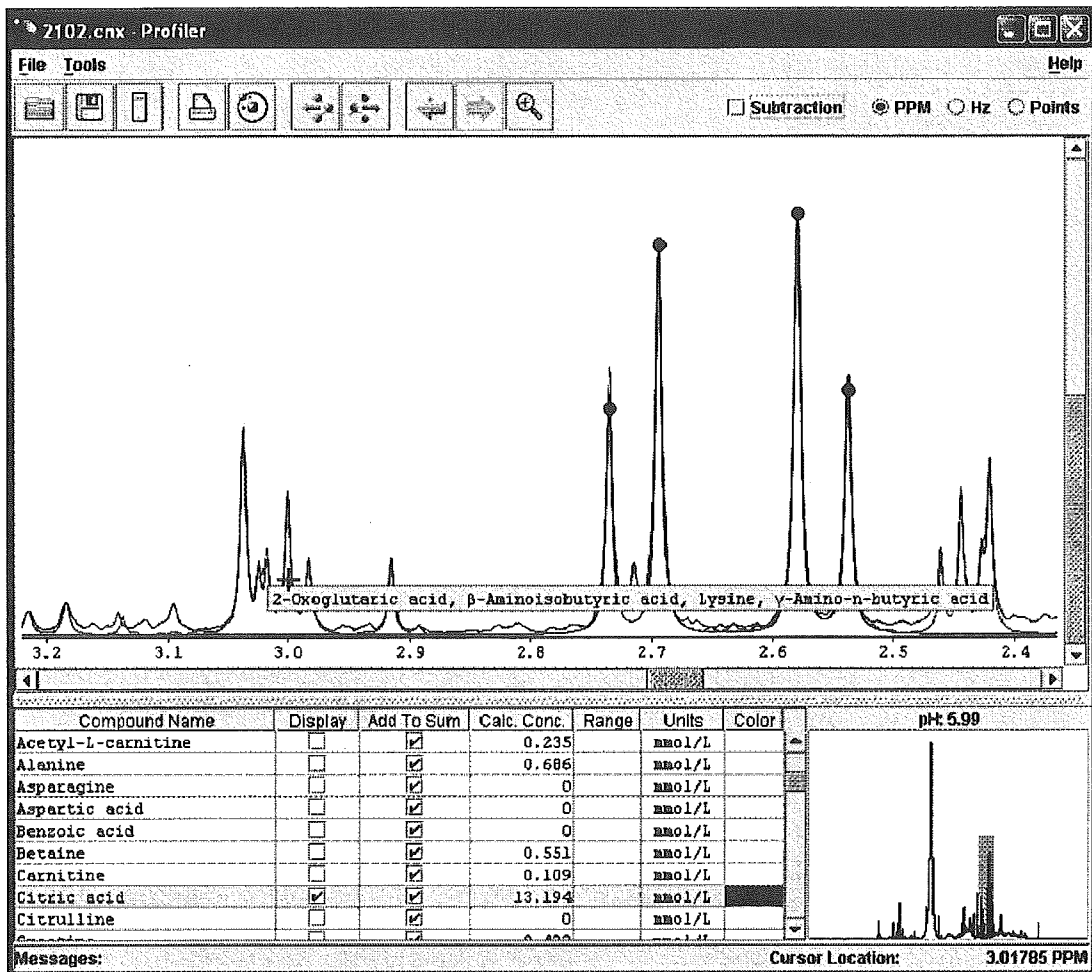 2102.cnx - Profiler
File Tools Help
Subtraction PPM Hz Points
2-Oxoglutaric acid, β-Aminoisobutyric acid, Lysine, γ-Amino-n-butyric acid
3.2 3.1 3.0 2.9 2.8 2.7 2.6 2.5 2.4
Compound Name Display Add To Sum Calc. Conc. Range Units Color
pH: 5.99
Acetyl-L-carnitine 0.235 mmol/L
Alanine 0.686 mmol/L
Asparagine 0 mmol/L
Aspartic acid 0 mmol/L
Benzoic acid 0 mmol/L
Betaine 0.551 mmol/L
Carnitine 0.109 mmol/L
Citric acid 13.194 mmol/L
Citrulline 0 mmol/L
Messages: Cursor Location: 3.01785 PPM